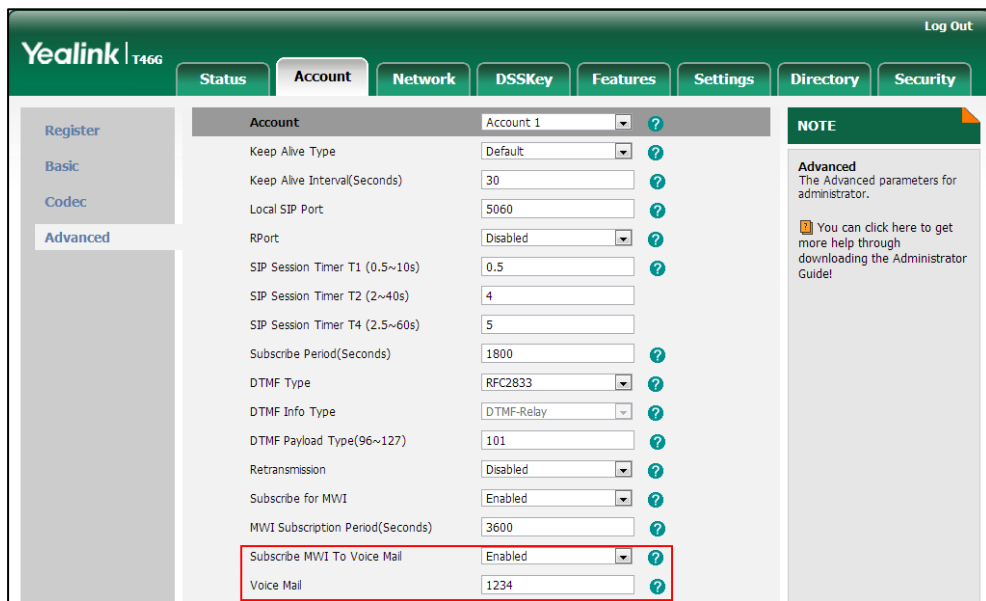 Log Out
Yealink T46G
Status Account Network DSSKey Features Settings Directory Security
Register
Basic
Codec
Advanced
Account Account 1 ?
Keep Alive Type Default ?
Keep Alive Interval(Seconds) 30 ?
Local SIP Port 5060 ?
RPort Disabled ?
SIP Session Timer T1 (0.5~10s) 0.5 ?
SIP Session Timer T2 (2~40s) 4
SIP Session Timer T4 (2.5~60s) 5
Subscribe Period(Seconds) 1800 ?
DTMF Type RFC2833 ?
DTMF Info Type DTMF-Relay ?
DTMF Payload Type(96~127) 101 ?
Retransmission Disabled ?
Subscribe for MWI Enabled ?
MWI Subscription Period(Seconds) 3600 ?
Subscribe MWI To Voice Mail Enabled ?
Voice Mail 1234 ?
NOTE
Advanced
The Advanced parameters for
administrator.
? You can click here to get
more help through
downloading the Administrator
Guide!